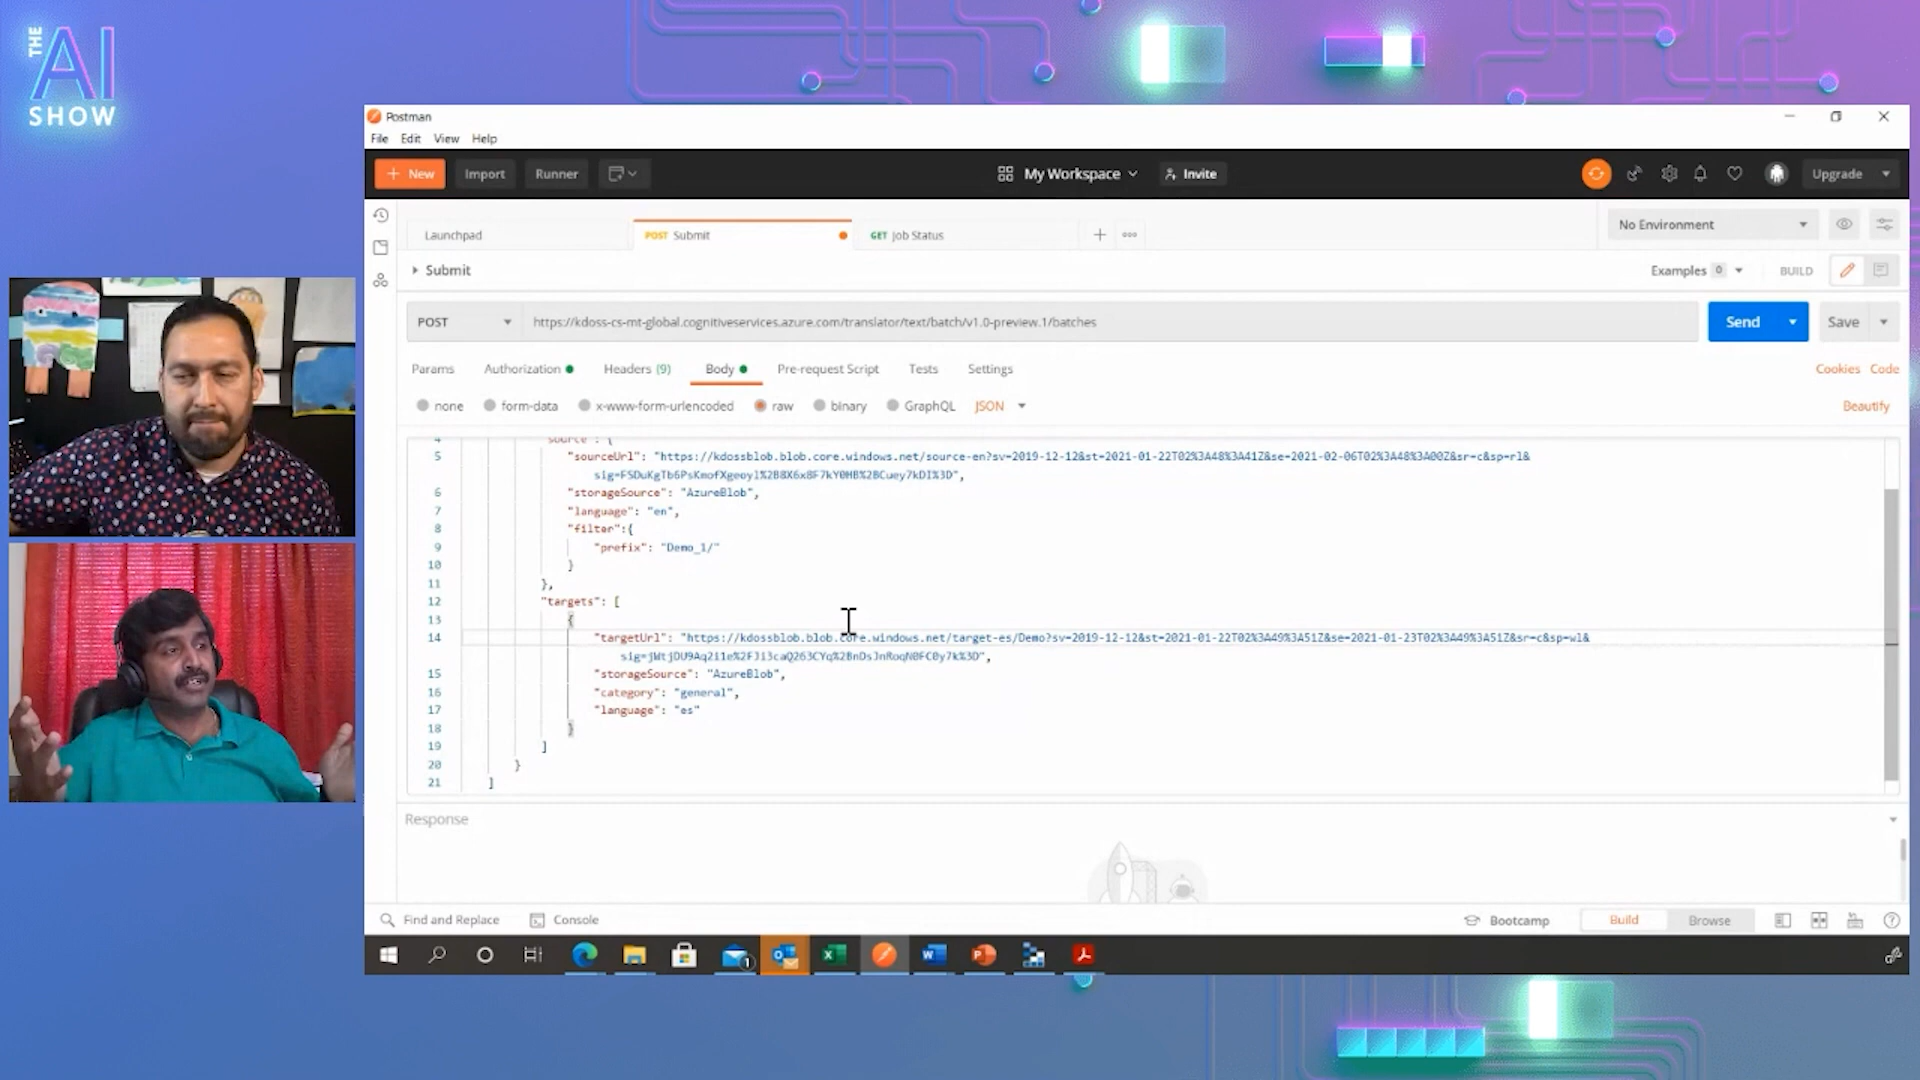 THE
AI
SHOW
Postman
File Edit View Help
+ New Import Runner My Workspace Invite Upgrade
Launchpad POST Submit GET Job Status + ooo No Environment
Submit Examples 0 BUILD
POST https://kdoss-cs-mt-global.cognitiveservices.azure.com/translator/text/batch/v1.0-preview.1/batches Send Save
Params Authorization Headers (9) Body Pre-request Script Tests Settings Cookies Code
none form-data x-www-form-urlencoded raw binary GraphQL JSON Beautify
4 "source": {
5 "sourceUrl": "https://kdossblob.blob.core.windows.net/source-en?sv=2019-12-12&st=2021-01-22T02%3A48%3A41Z&se=2021-02-06T02%3A48%3A00Z&sr=c&sp=rl&
6 "storageSource": "AzureBlob",
7 "language": "en",
8 "filter":{
9 "prefix": "Demo_1/"
10 }
11 },
12 "targets": [
13 {
14 "targetUrl": "https://kdossblob.blob.core.windows.net/target-es/Demo?sv=2019-12-12&st=2021-01-22T02%3A49%3A51Z&se=2021-01-23T02%3A49%3A51Z&sr=c&sp=wl&
15 "storageSource": "AzureBlob",
16 "category": "general",
17 "language": "es"
18 }
19 ]
20 }
21 ]
Response
Find and Replace Console Bootcamp Build Browse